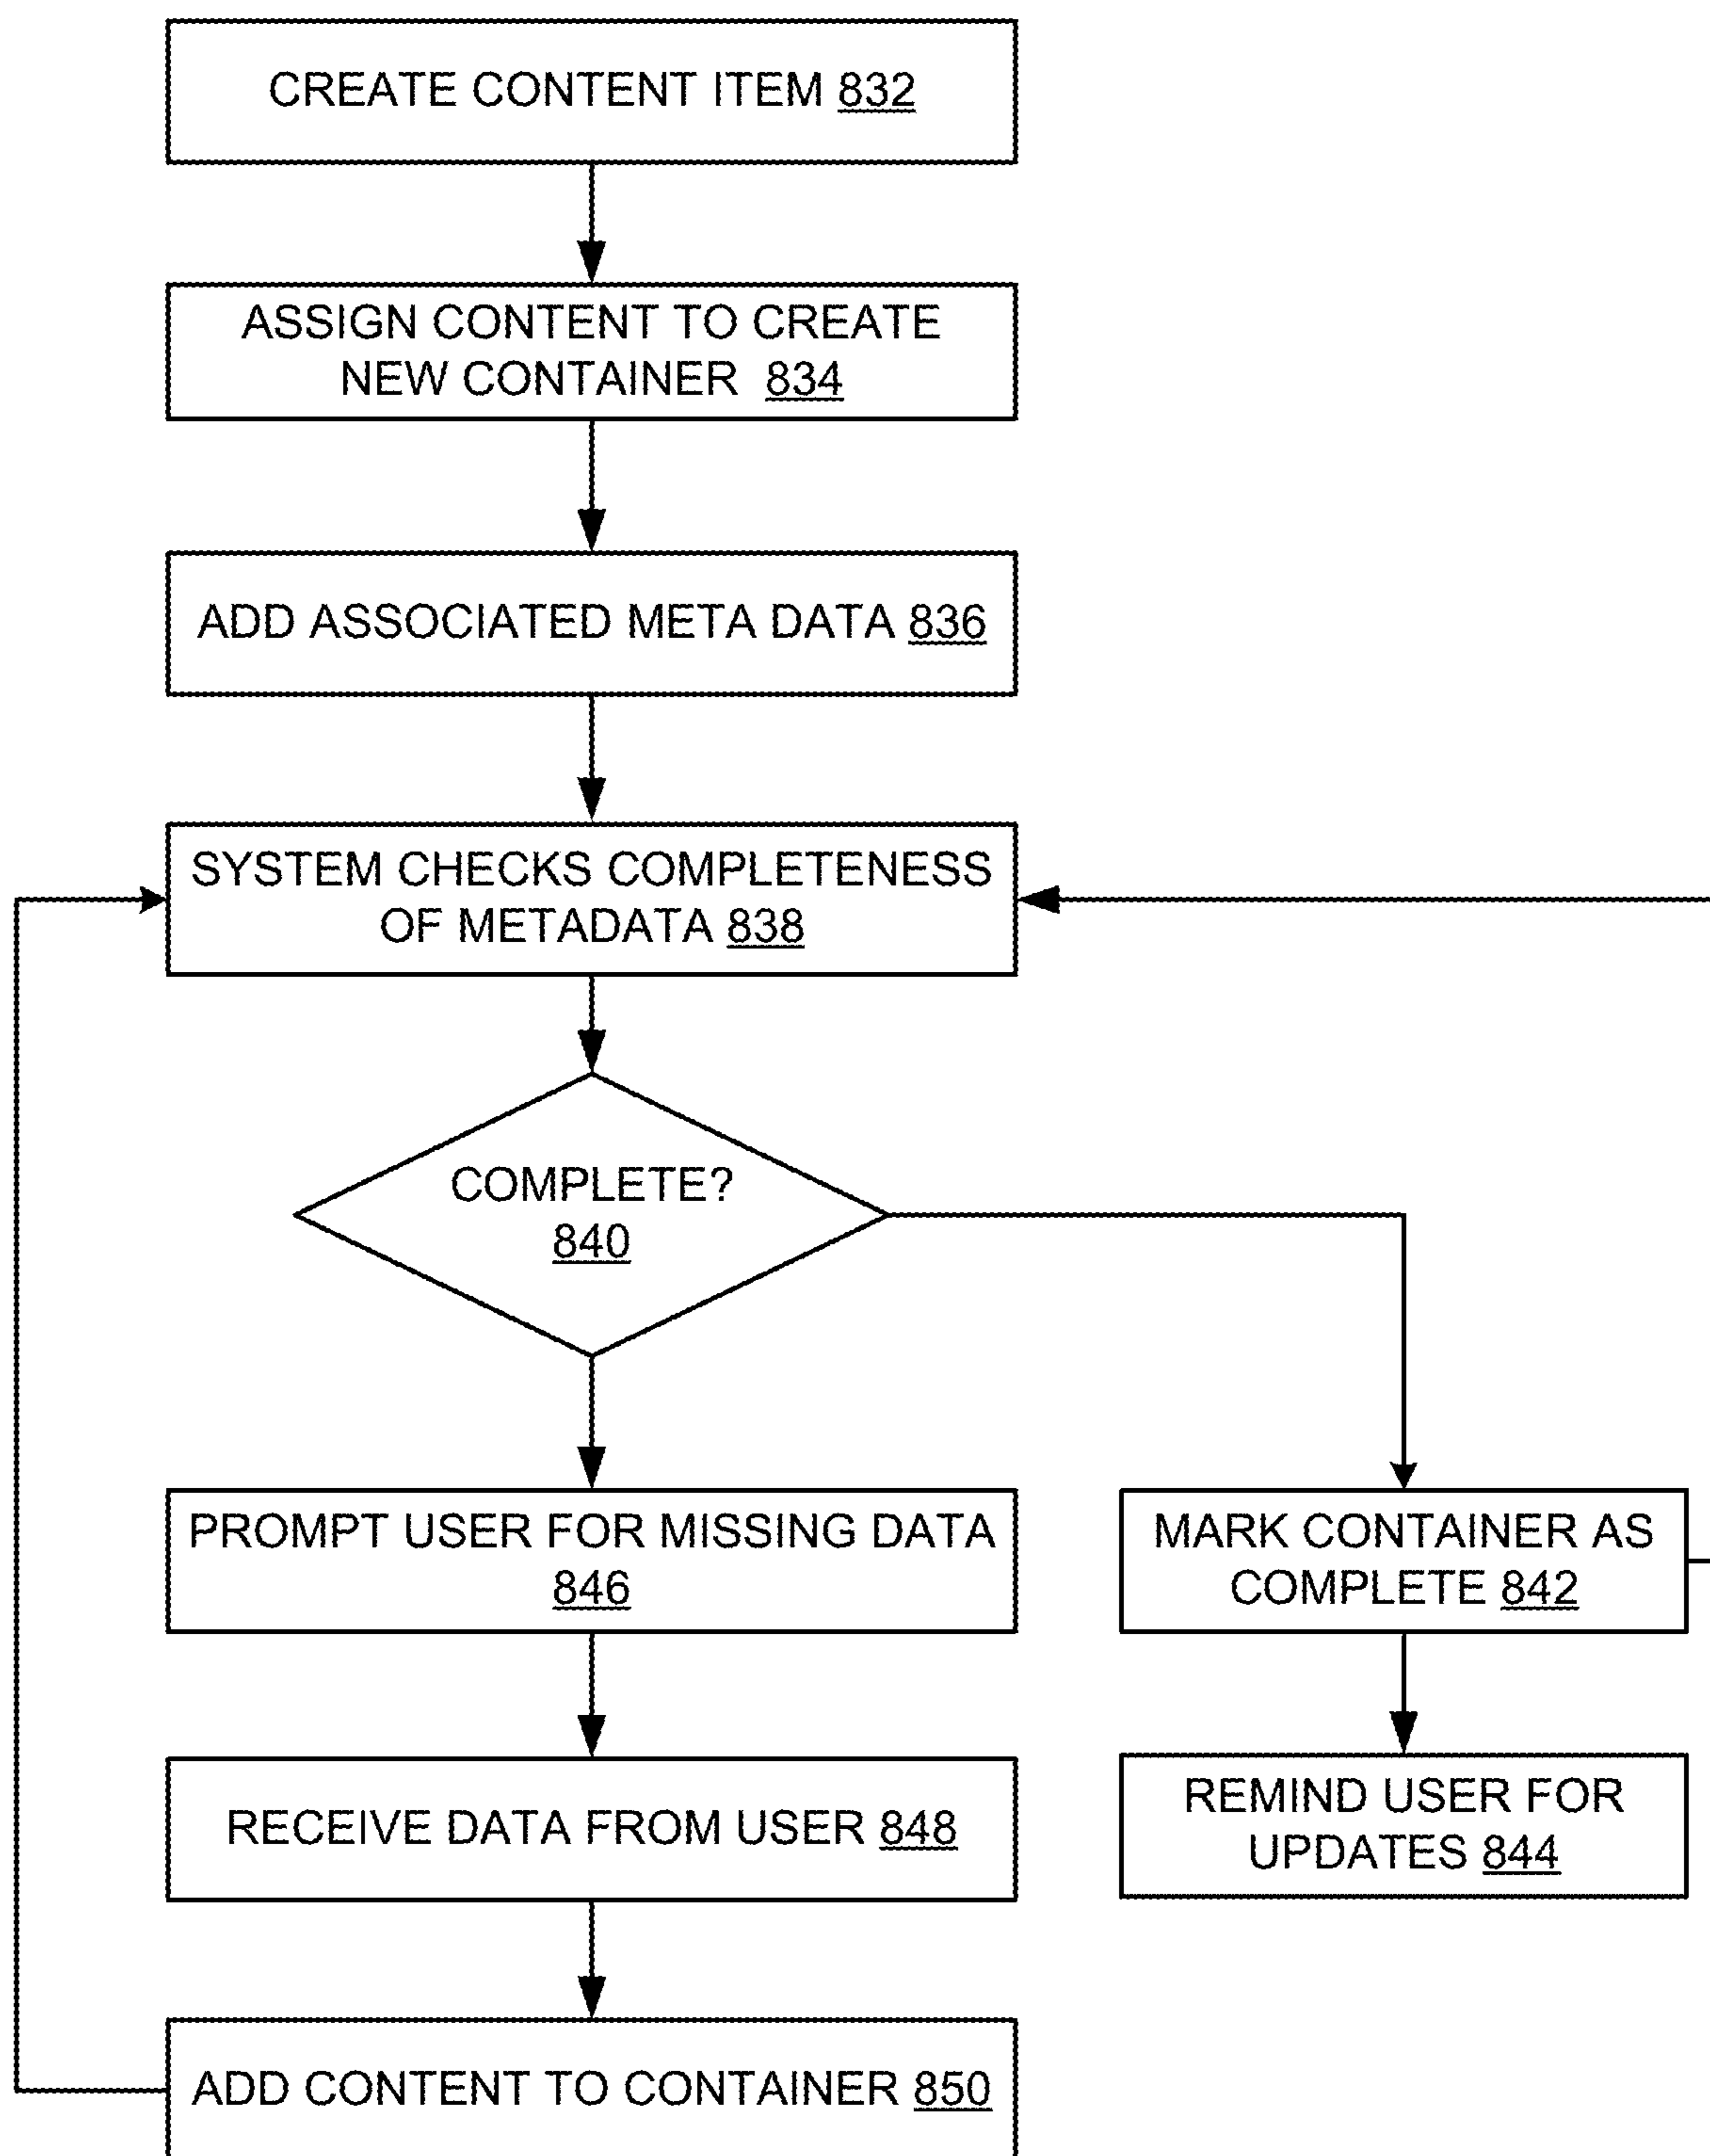 CREATE CONTENT ITEM 832
ASSIGN CONTENT TO CREATE
NEW CONTAINER 834
ADD ASSOCIATED META DATA 836
SYSTEM CHECKS COMPLETENESS
OF METADATA 838
COMPLETE?
840
PROMPT USER FOR MISSING DATA
846
MARK CONTAINER AS
COMPLETE 842
RECEIVE DATA FROM USER 848
REMIND USER FOR
UPDATES 844
ADD CONTENT TO CONTAINER 850